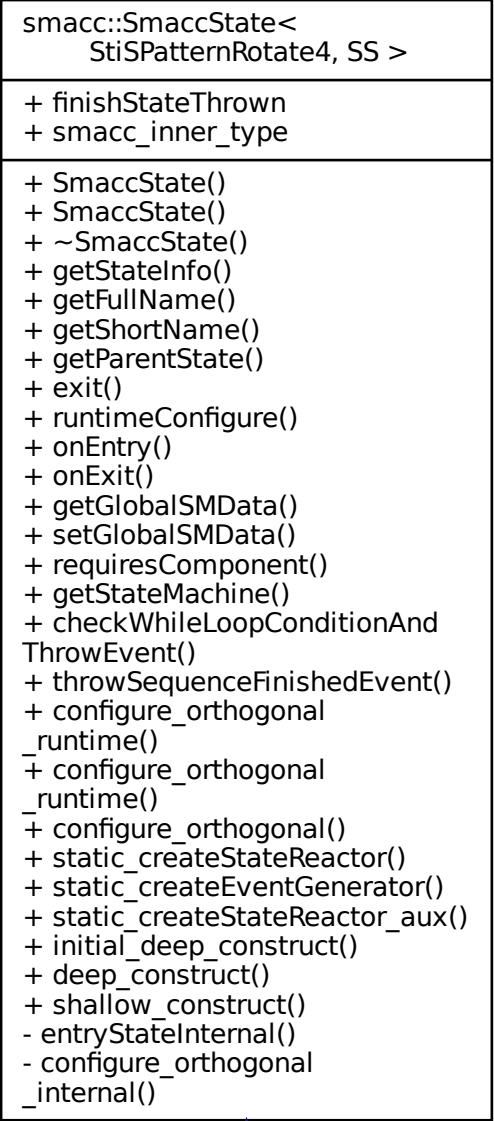 smacc::SmaccState<
StiSPatternRotate4, SS >
+ finishStateThrown
+ smacc_inner_type
+ SmaccState()
+ SmaccState()
+ ~SmaccState()
+ getStateInfo()
+ getFullName()
+ getShortName()
+ getParentState()
+ exit()
+ runtimeConfigure()
+ onEntry()
+ onExit()
+ getGlobalSMData()
+ setGlobalSMData()
+ requiresComponent()
+ getStateMachine()
+ checkWhileLoopConditionAnd
ThrowEvent()
+ throwSequenceFinishedEvent()
+ configure_orthogonal
_runtime()
+ configure_orthogonal
_runtime()
+ configure_orthogonal()
+ static_createStateReactor()
+ static_createEventGenerator()
+ static_createStateReactor_aux()
+ initial_deep_construct()
+ deep_construct()
+ shallow_construct()
- entryStateInternal()
- configure_orthogonal
_internal()